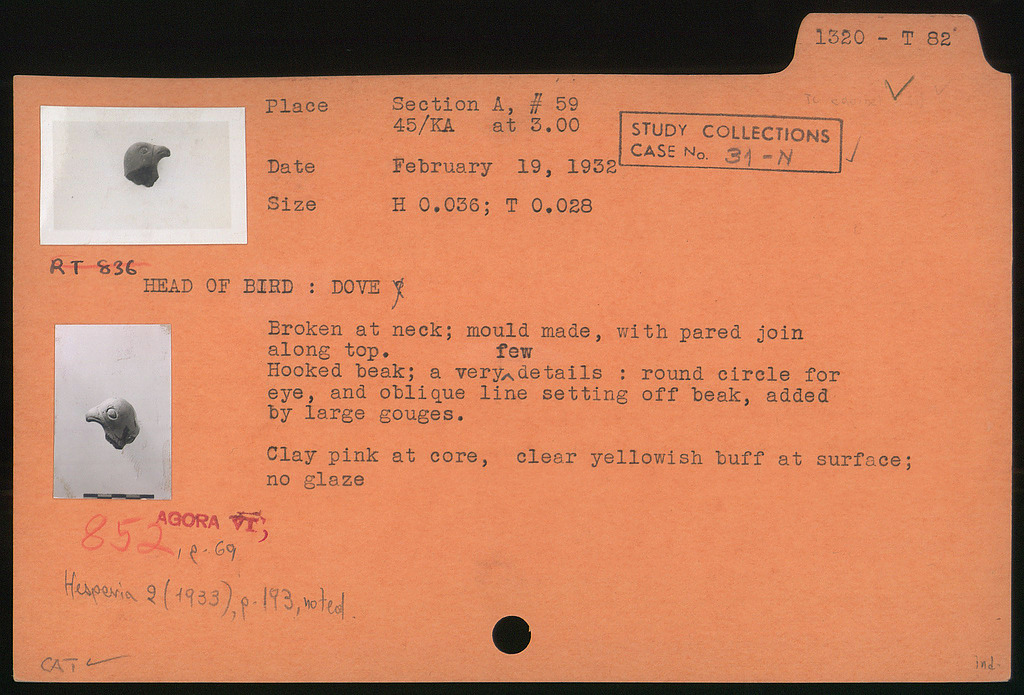 1320 - T 82
Place Section A, # 59
45/KA at 3.00
STUDY COLLECTIONS
CASE No. 31-N
Date February 19, 1932
Size H 0.036; T 0.028
RT 836
HEAD OF BIRD : DOVE
Broken at neck; mould made, with pared join
along top.
few
Hooked beak; a very details : round circle for
eye, and oblique line setting off beak, added
by large gouges.
Clay pink at core, clear yellowish buff at surface;
no glaze
AGORA VI,
852, p. 69
Hesperia 2 (1933), p. 193, noted
CAT
ind.